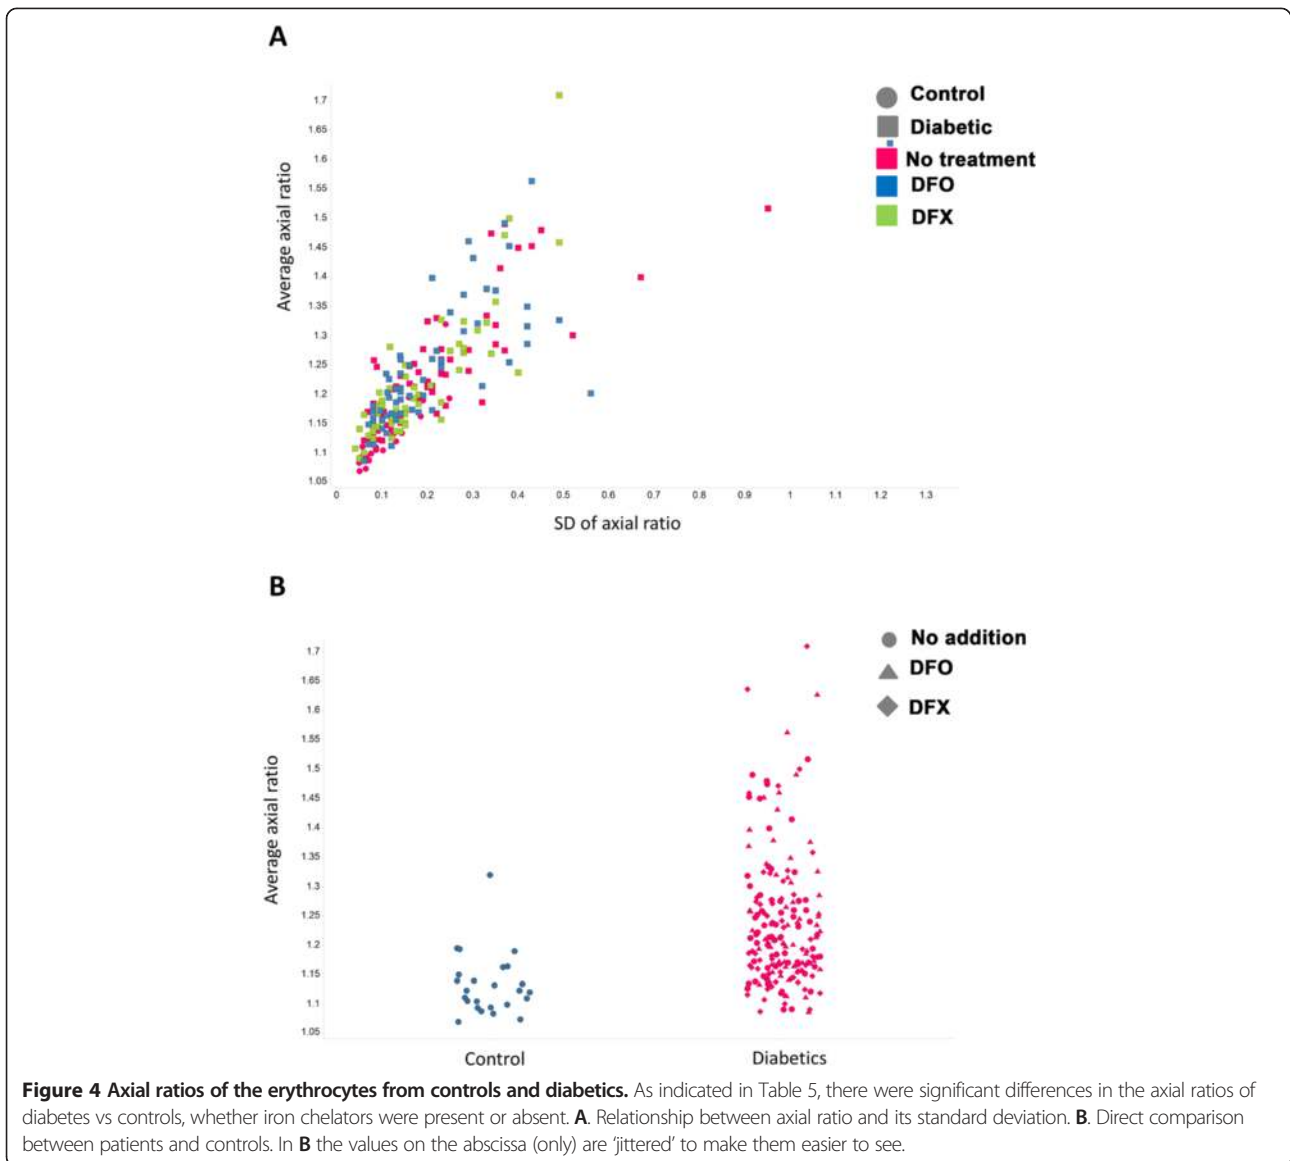 A
Control
Diabetic
No treatment
DFO
DFX
Average axial ratio
1.7
1.65
1.6
1.55
1.5
1.45
1.4
1.35
1.3
1.25
1.2
1.15
1.1
1.05
0 0.1 0.2 0.3 0.4 0.5 0.6 0.7 0.8 0.9 1 1.1 1.2 1.3
SD of axial ratio
B
No addition
DFO
DFX
Average axial ratio
1.7
1.65
1.6
1.55
1.5
1.45
1.4
1.35
1.3
1.25
1.2
1.15
1.1
1.05
Control Diabetics
Figure 4 Axial ratios of the erythrocytes from controls and diabetics. As indicated in Table 5, there were significant differences in the axial ratios of
diabetes vs controls, whether iron chelators were present or absent. A. Relationship between axial ratio and its standard deviation. B. Direct comparison
between patients and controls. In B the values on the abscissa (only) are ‘jittered’ to make them easier to see.